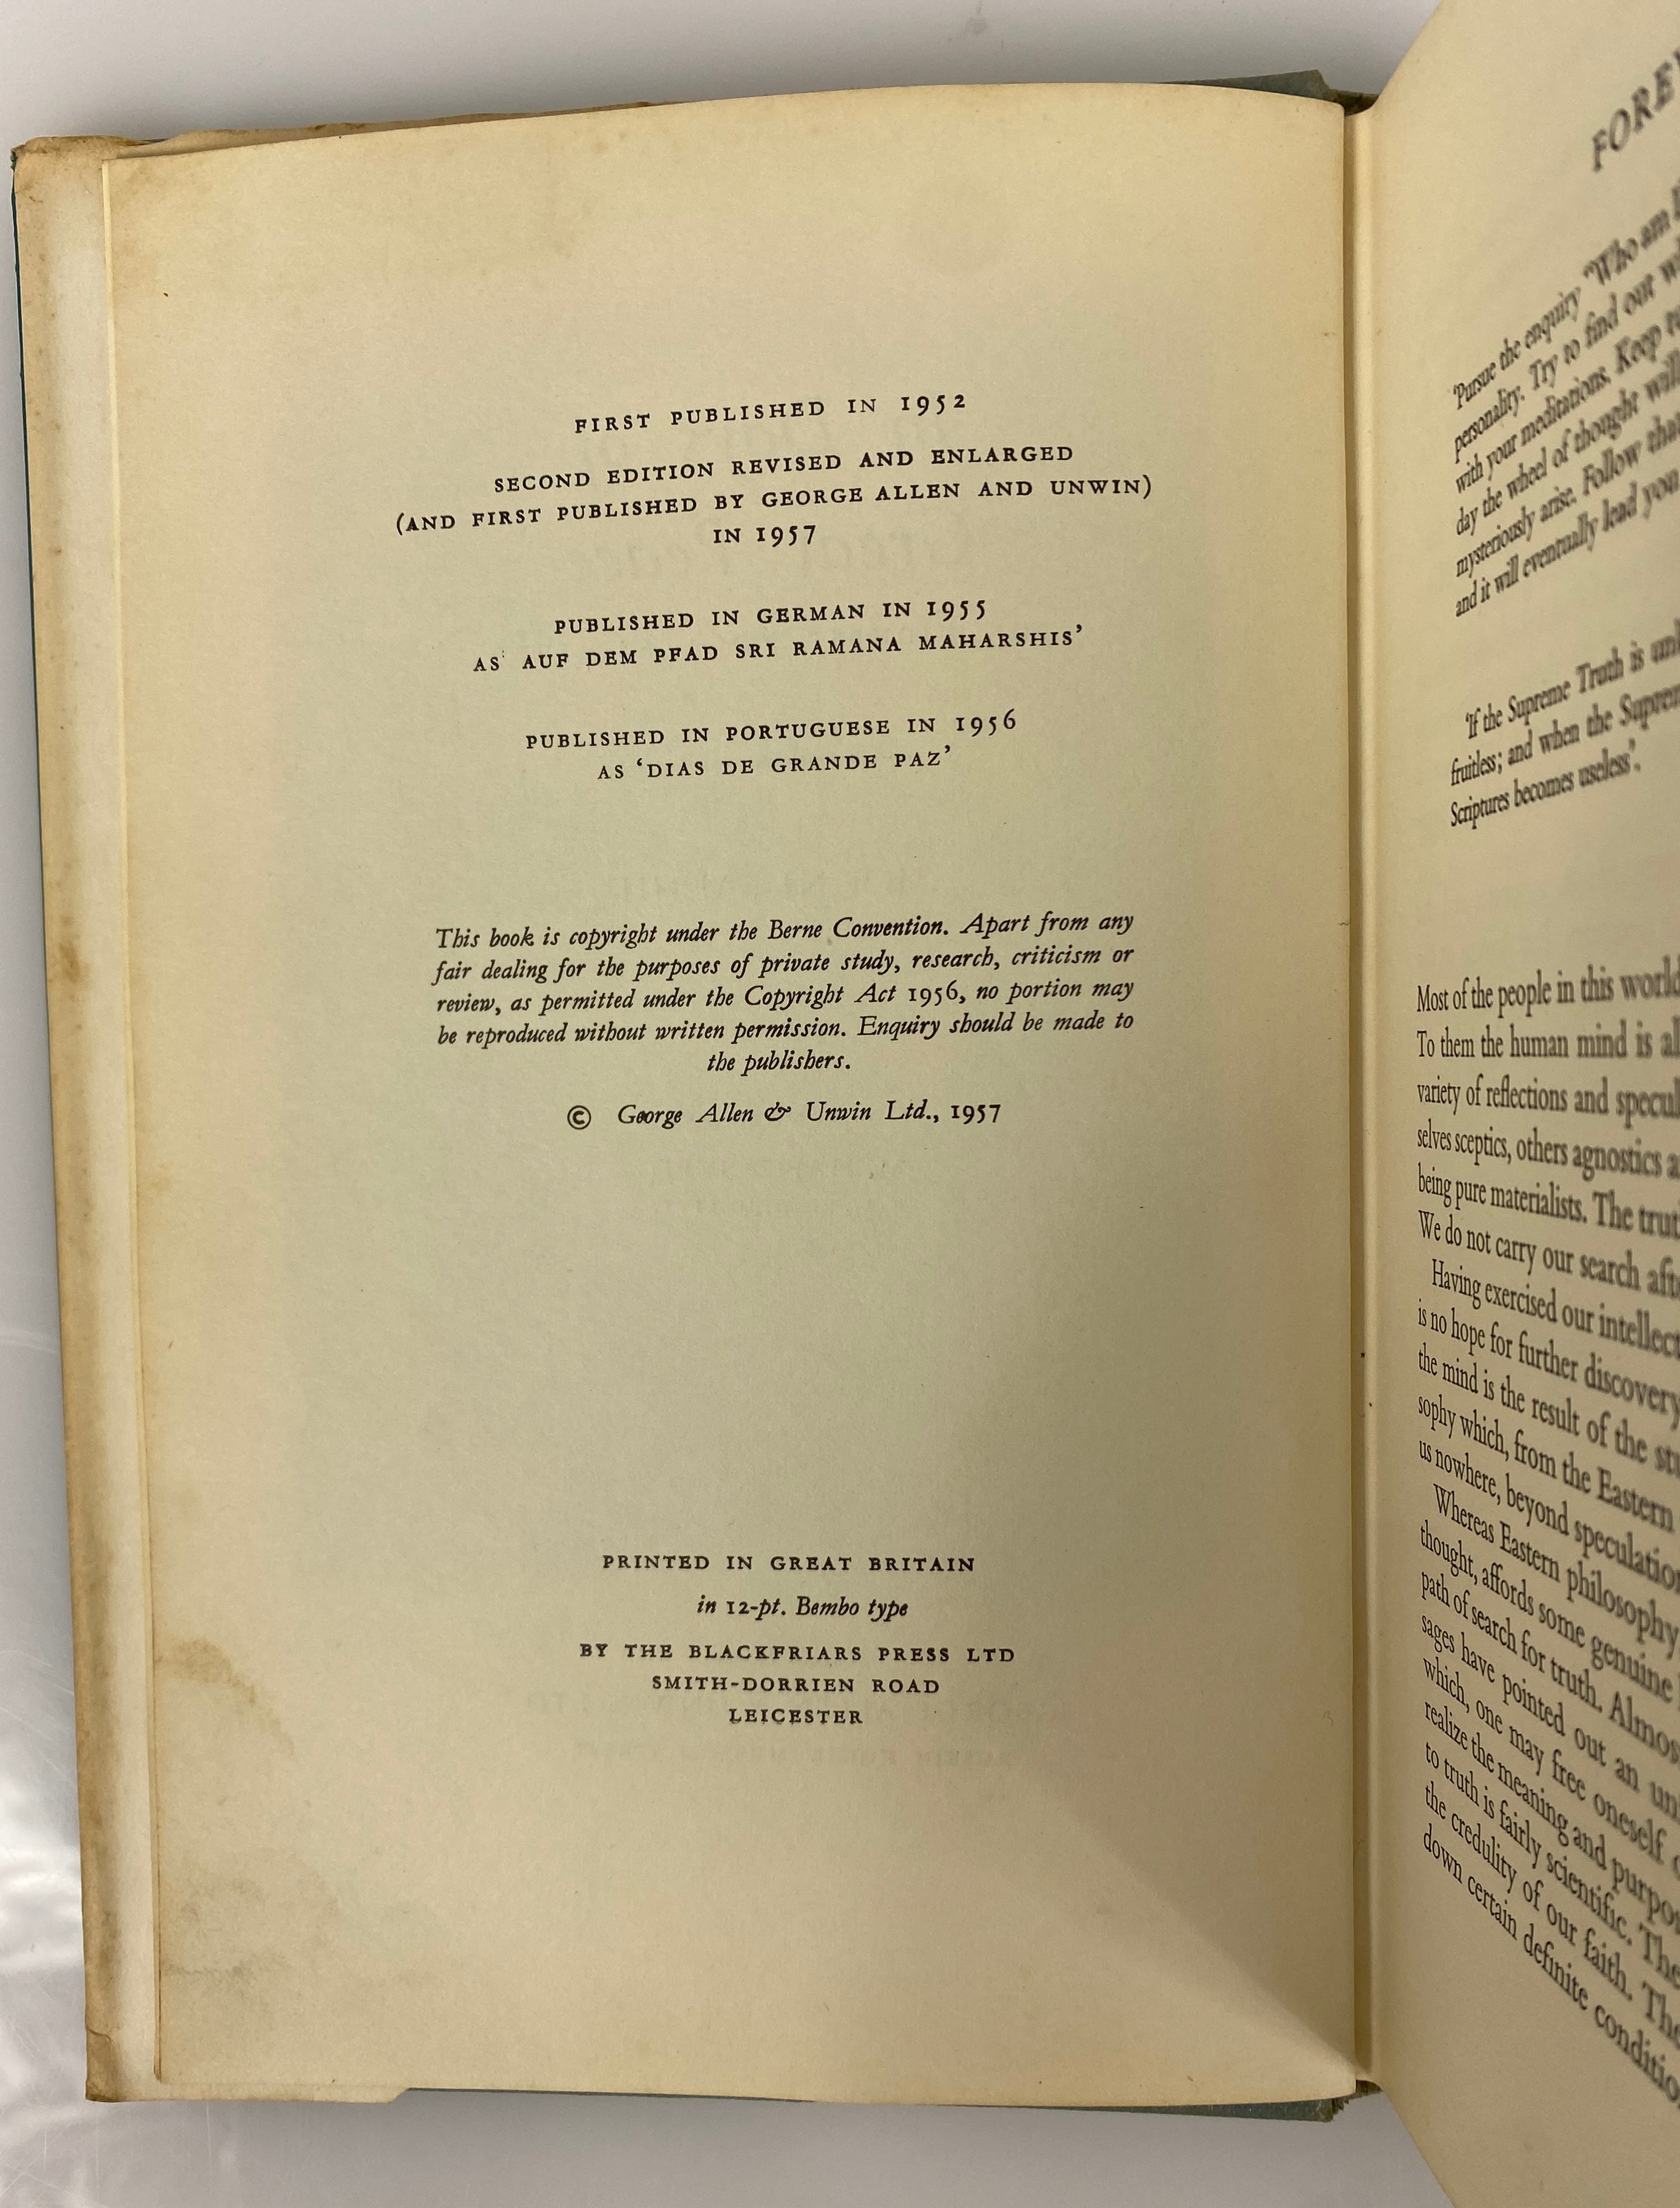 FIRST PUBLISHED IN 1952
SECOND EDITION REVISED AND ENLARGED
(AND FIRST PUBLISHED BY GEORGE ALLEN AND UNWIN)
IN 1957
PUBLISHED IN GERMAN IN 1955
AS' AUF DEM PFAD SRI RAMANA MAHARSHIS'
PUBLISHED IN PORTUGUESE IN 1956
AS 'DIAS DE GRANDE PAZ'
This book is copyright under the Berne Convention. Apart from any
fair dealing for the purposes of private study, research, criticism or
review, as permitted under the Copyright Act 1956, no portion may
be reproduced without written permission. Enquiry should be made to
the publishers.
© George Allen & Unwin Ltd., 1957
PRINTED IN GREAT BRITAIN
in 12-pt. Bembo type
BY THE BLACKFRIARS PRESS LTD
SMITH-DORRIEN ROAD
LEICESTER
'Pursue the enquiry "Who am
personality. Try to find out
with your meditations. Keep
day the wheel of thought will
mysteriously arise. Follow
and it will eventually lead you
'If the Supreme Truth is
fruitless; and when the
Scriptures becomes useless'.
Most of the people in this world
To them the human mind is
variety of reflections and
selves sceptics, others agnostics
being pure materialists. The
We do not carry our search
Having exercised our
is no hope for further discovery
the mind is the result of the
sophy which, from the Eastern
us nowhere, beyond
Whereas Eastern philosophy,
thought, affords some genuine
path of search for truth.
sages have pointed out an
which, one may free oneself
realize the meaning and
to truth is fairly scientific.
the credulity of our faith.
down certain definite